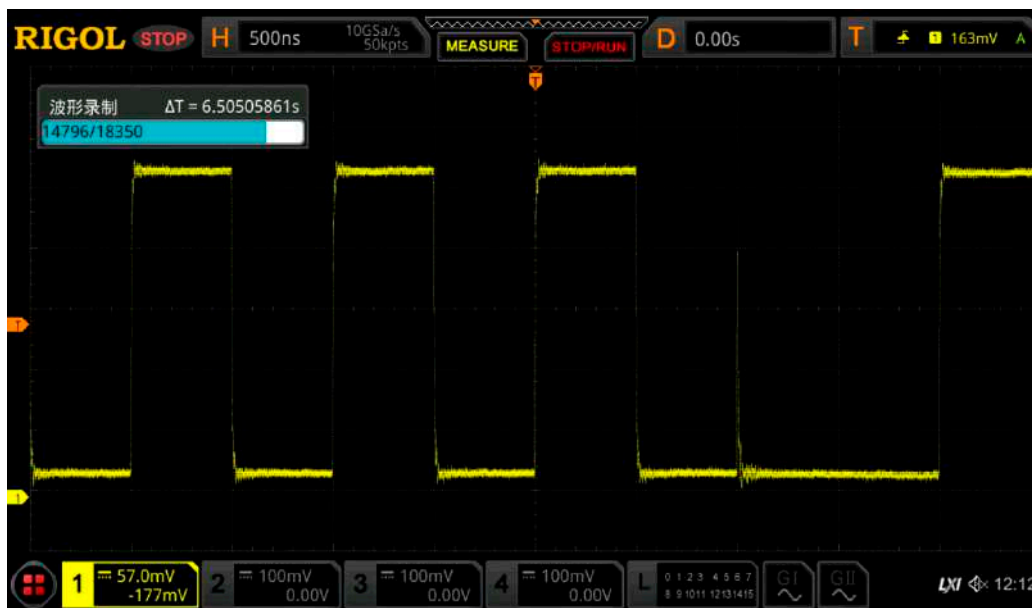 RIGOL STOP H 500ns 10GSa/s 50kpts MEASURE STOP/RUN D 0.00s T 1 163mV A
T
波形录制 ΔT = 6.50505861s
14796/18350
T
1
1 57.0mV -177mV 2 100mV 0.00V 3 100mV 0.00V 4 100mV 0.00V L 0 1 2 3 4 5 6 7 8 9 10 11 12 13 14 15 GI GII LXI 12:12